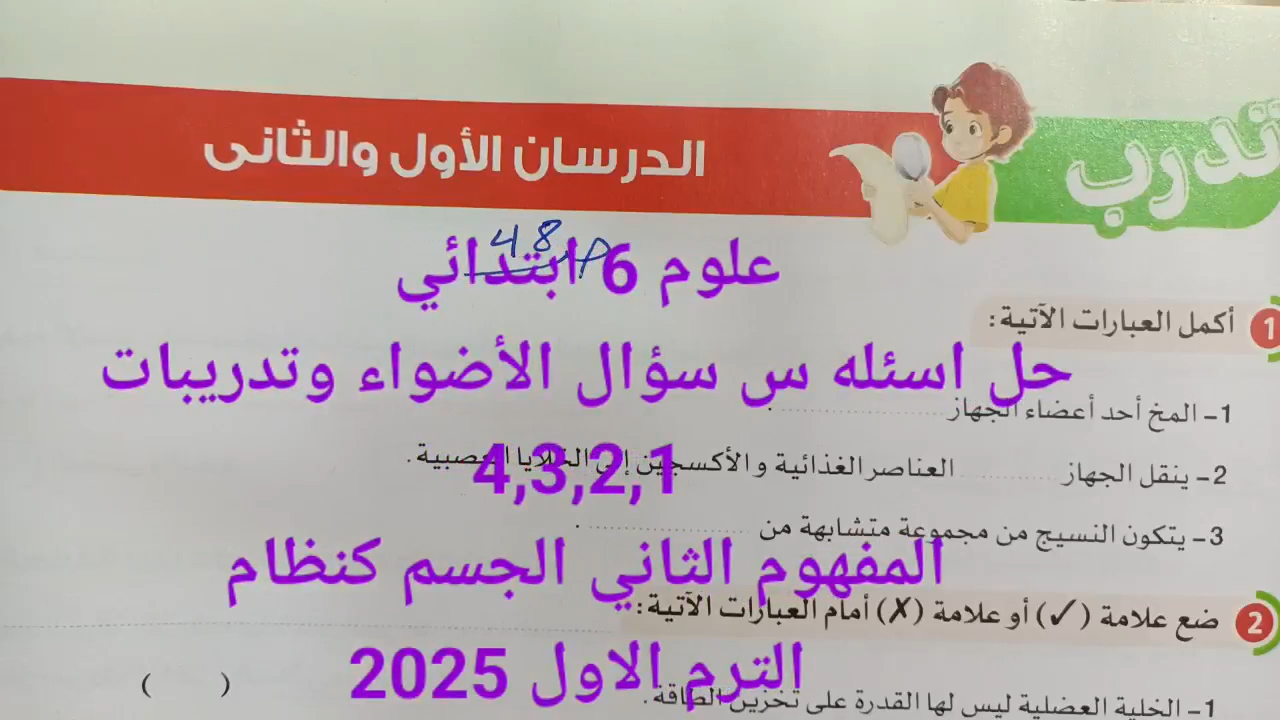 تدرب
الدرسان الأول والثانى
48 م
علوم 6 ابتدائي
1 أكمل العبارات الآتية:
حل اسئله س سؤال الأضواء وتدريبات
1- المخ أحد أعضاء الجهاز ............ .
4,3,2,1
2- ينقل الجهاز ............ العناصر الغذائية والأكسجين إلى الخلايا العصبية.
3- يتكون النسيج من مجموعة متشابهة من ............ .
المفهوم الثاني الجسم كنظام
2 ضع علامة (✓) أو علامة (✗) أمام العبارات الآتية:
الترم الاول 2025
1- الخلية العضلية ليس لها القدرة على تخزين الطاقة. ( )